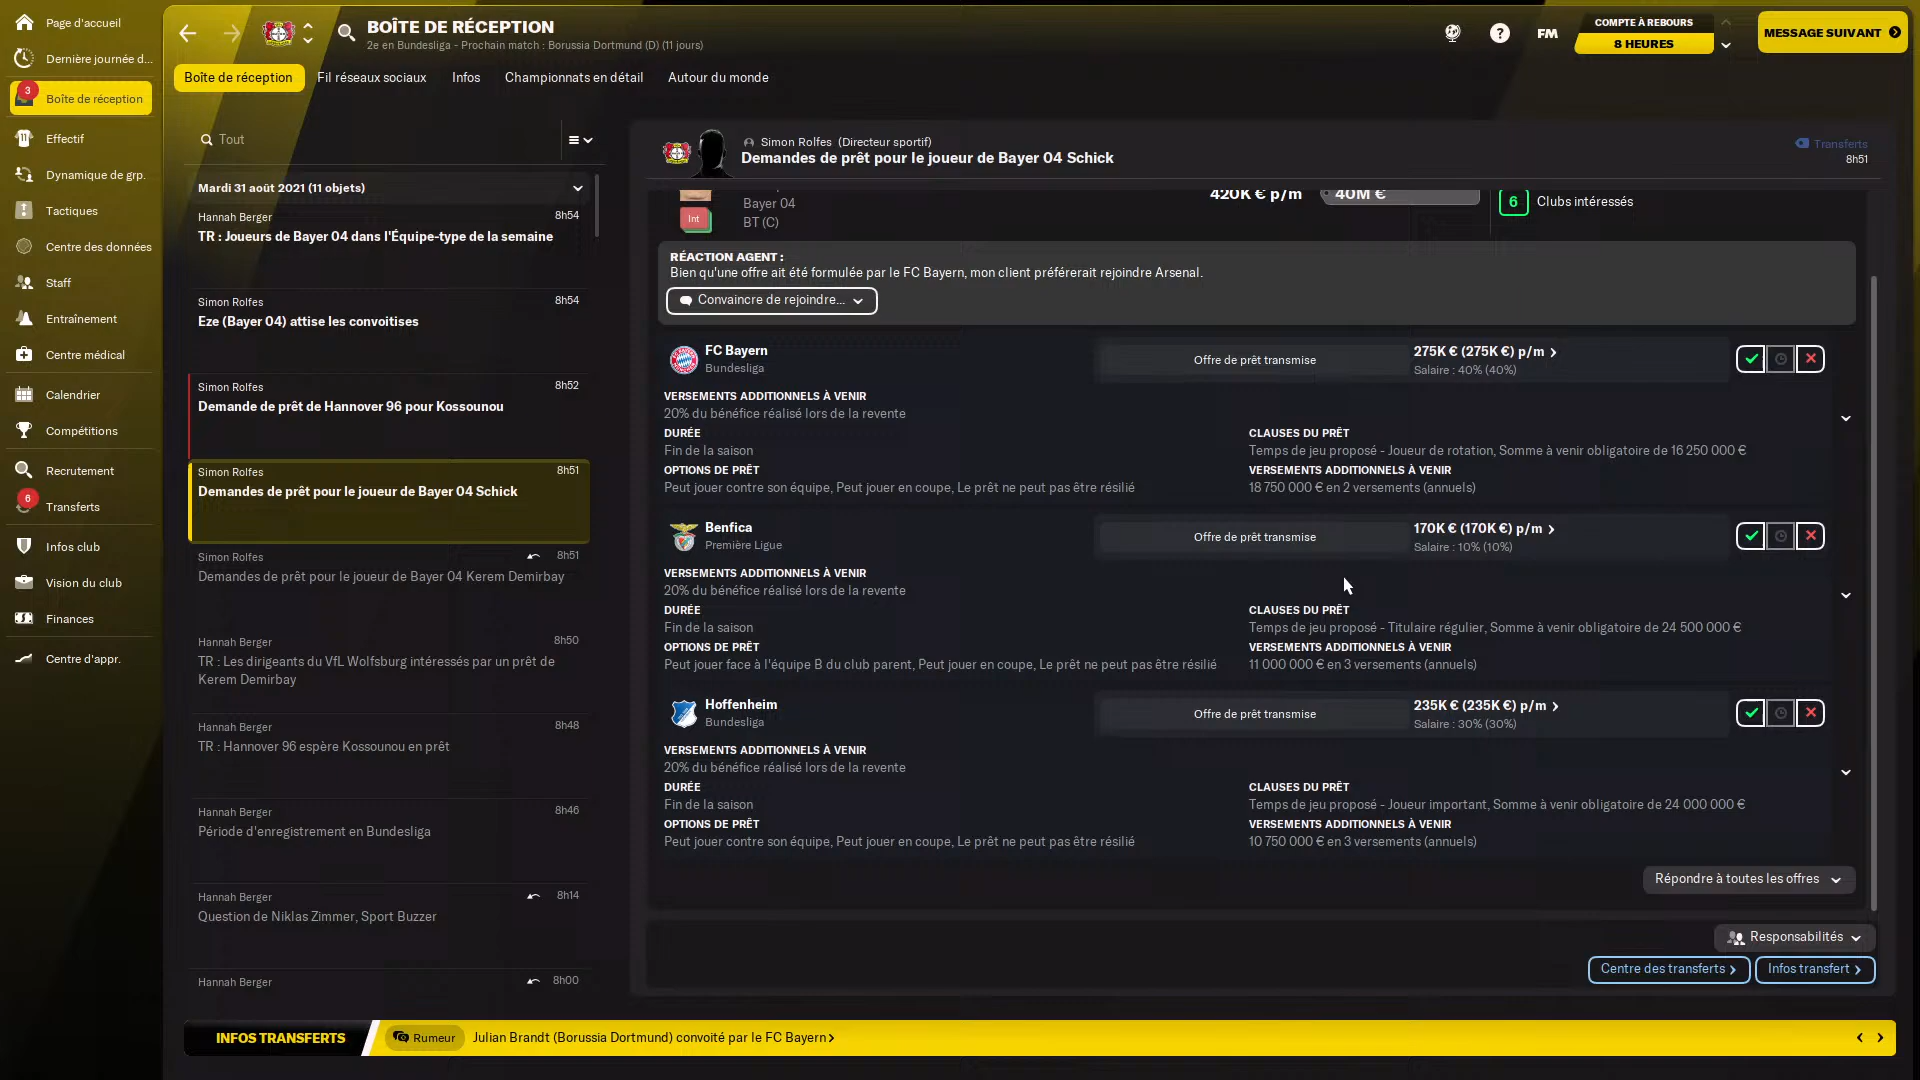 Page d'accueil
Dernière journée d...
3
Boîte de réception
Effectif
Dynamique de grp.
Tactiques
Centre des données
Staff
Entraînement
Centre médical
Calendrier
Compétitions
Recrutement
6
Transferts
Infos club
Vision du club
Finances
Centre d'appr.
BOÎTE DE RÉCEPTION
2e en Bundesliga - Prochain match : Borussia Dortmund (D) (11 jours)
FM
COMPTE À REBOURS
8 HEURES
MESSAGE SUIVANT
Boîte de réception
Fil réseaux sociaux
Infos
Championnats en détail
Autour du monde
Tout
Mardi 31 août 2021 (11 objets)
Hannah Berger 8h54
TR : Joueurs de Bayer 04 dans l'Équipe-type de la semaine
Simon Rolfes 8h54
Eze (Bayer 04) attise les convoitises
Simon Rolfes 8h52
Demande de prêt de Hannover 96 pour Kossounou
Simon Rolfes 8h51
Demandes de prêt pour le joueur de Bayer 04 Schick
Simon Rolfes 8h51
Demandes de prêt pour le joueur de Bayer 04 Kerem Demirbay
Hannah Berger 8h50
TR : Les dirigeants du VfL Wolfsburg intéressés par un prêt de
Kerem Demirbay
Hannah Berger 8h48
TR : Hannover 96 espère Kossounou en prêt
Hannah Berger 8h46
Période d'enregistrement en Bundesliga
Hannah Berger 8h14
Question de Niklas Zimmer, Sport Buzzer
Hannah Berger 8h00
Simon Rolfes (Directeur sportif)
Demandes de prêt pour le joueur de Bayer 04 Schick
Transferts
8h51
Int
Bayer 04
BT (C)
420K € p/m
40M €
6 Clubs intéressés
RÉACTION AGENT :
Bien qu'une offre ait été formulée par le FC Bayern, mon client préférerait rejoindre Arsenal.
Convaincre de rejoindre...
FC Bayern
Bundesliga
Offre de prêt transmise
275K € (275K €) p/m
Salaire : 40% (40%)
VERSEMENTS ADDITIONNELS À VENIR
20% du bénéfice réalisé lors de la revente
DURÉE
Fin de la saison
CLAUSES DU PRÊT
Temps de jeu proposé - Joueur de rotation, Somme à venir obligatoire de 16 250 000 €
OPTIONS DE PRÊT
Peut jouer contre son équipe, Peut jouer en coupe, Le prêt ne peut pas être résilié
VERSEMENTS ADDITIONNELS À VENIR
18 750 000 € en 2 versements (annuels)
Benfica
Première Ligue
Offre de prêt transmise
170K € (170K €) p/m
Salaire : 10% (10%)
VERSEMENTS ADDITIONNELS À VENIR
20% du bénéfice réalisé lors de la revente
DURÉE
Fin de la saison
CLAUSES DU PRÊT
Temps de jeu proposé - Titulaire régulier, Somme à venir obligatoire de 24 500 000 €
OPTIONS DE PRÊT
Peut jouer face à l'équipe B du club parent, Peut jouer en coupe, Le prêt ne peut pas être résilié
VERSEMENTS ADDITIONNELS À VENIR
11 000 000 € en 3 versements (annuels)
Hoffenheim
Bundesliga
Offre de prêt transmise
235K € (235K €) p/m
Salaire : 30% (30%)
VERSEMENTS ADDITIONNELS À VENIR
20% du bénéfice réalisé lors de la revente
DURÉE
Fin de la saison
CLAUSES DU PRÊT
Temps de jeu proposé - Joueur important, Somme à venir obligatoire de 24 000 000 €
OPTIONS DE PRÊT
Peut jouer contre son équipe, Peut jouer en coupe, Le prêt ne peut pas être résilié
VERSEMENTS ADDITIONNELS À VENIR
10 750 000 € en 3 versements (annuels)
Répondre à toutes les offres
Responsabilités
Centre des transferts
Infos transfert
INFOS TRANSFERTS
Rumeur
Julian Brandt (Borussia Dortmund) convoité par le FC Bayern